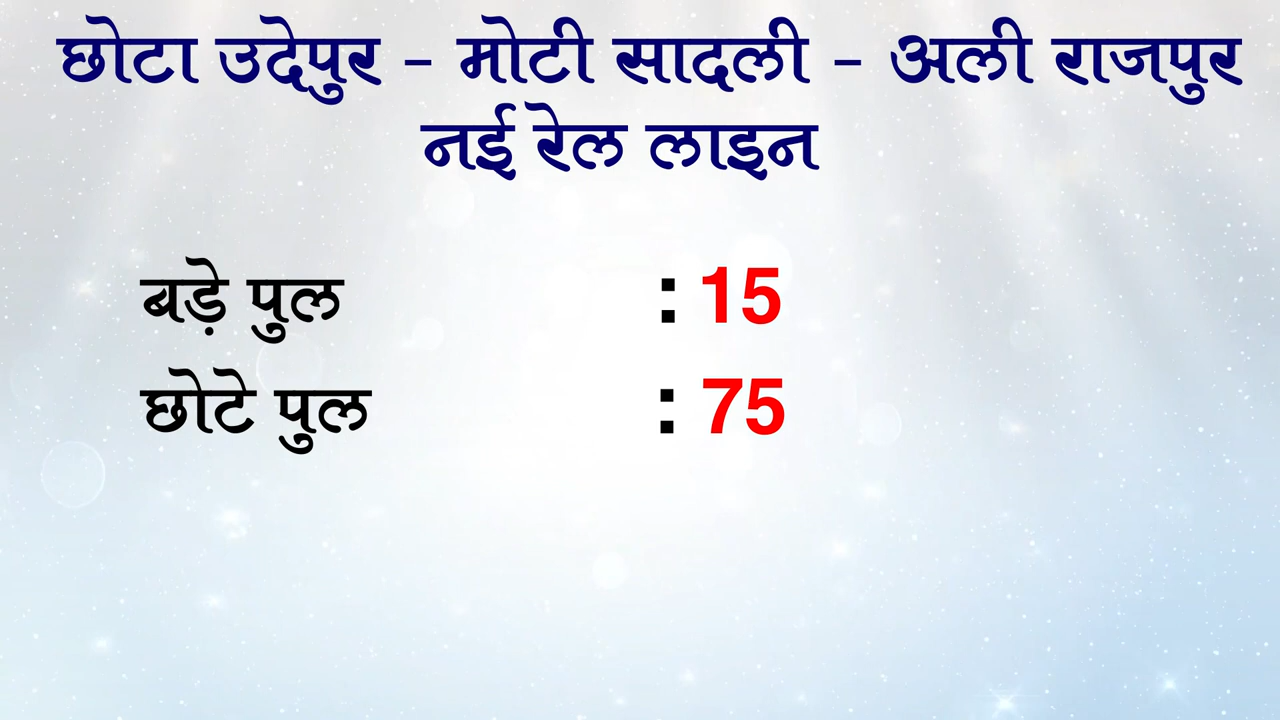 छोटा उदेपुर - मोटी सादली - अली राजपुर
नई रेल लाइन
बड़े पुल : 15
छोटे पुल : 75